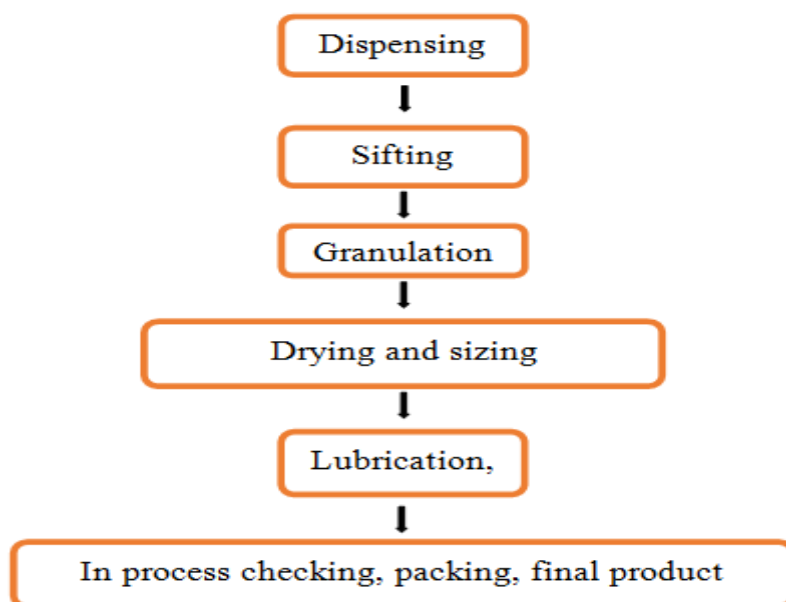 Dispensing
Sifting
Granulation
Drying and sizing
Lubrication,
In process checking, packing, final product